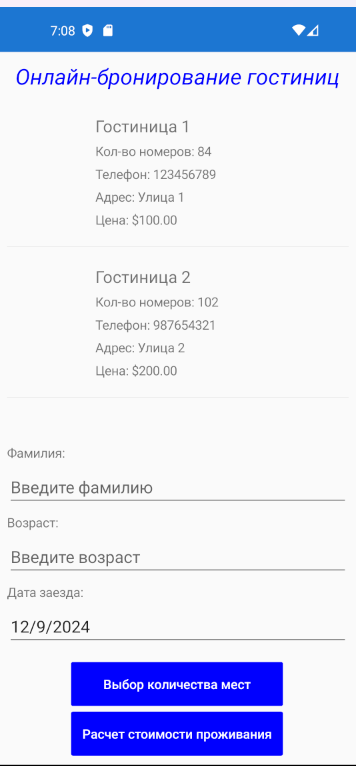 7:08
Онлайн-бронирование гостиниц
Гостиница 1
Кол-во номеров: 84
Телефон: 123456789
Адрес: Улица 1
Цена: $100.00
Гостиница 2
Кол-во номеров: 102
Телефон: 987654321
Адрес: Улица 2
Цена: $200.00
Фамилия:
Введите фамилию
Возраст:
Введите возраст
Дата заезда:
12/9/2024
Выбор количества мест
Расчет стоимости проживания